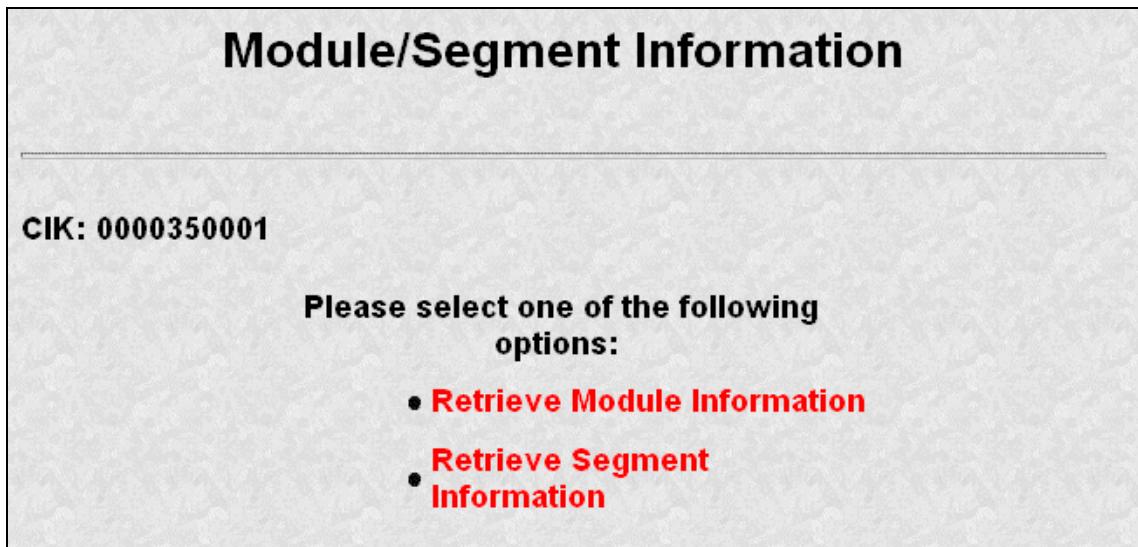 Module/Segment Information
CIK: 0000350001
Please select one of the following
options:
Retrieve Module Information
Retrieve Segment
Information